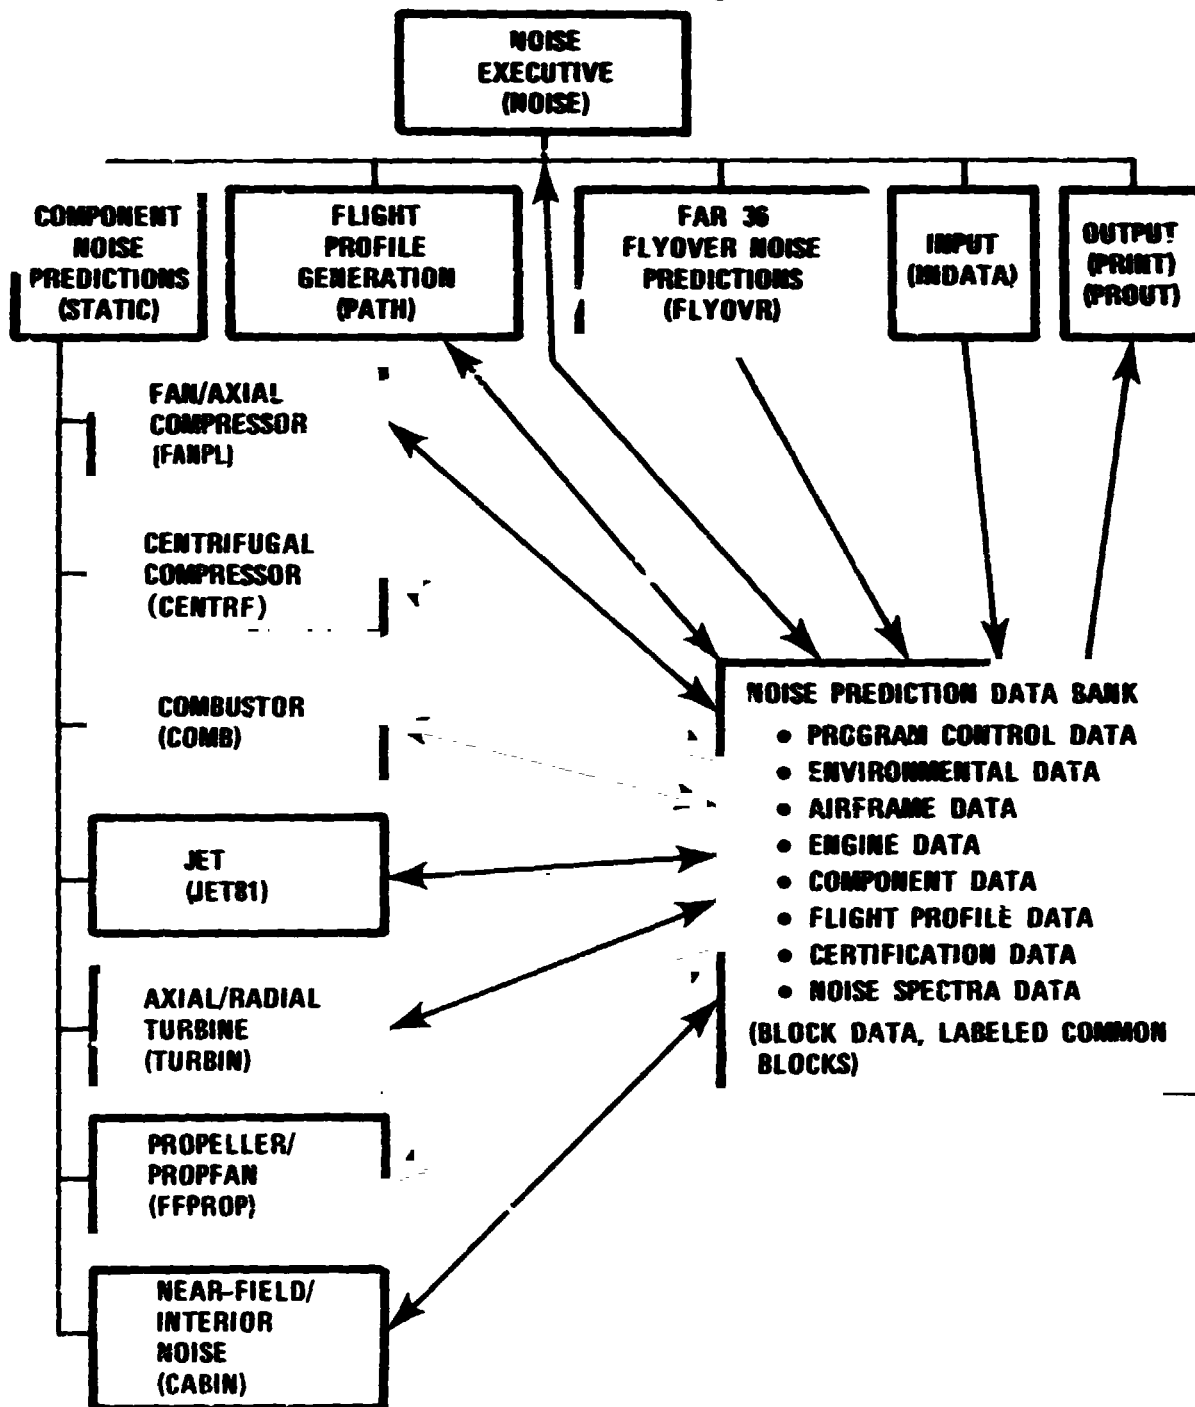 NOISE
EXECUTIVE
(NOISE)
COMPONENT
NOISE
PREDICTIONS
(STATIC)
FLIGHT
PROFILE
GENERATION
(PATH)
FAR 36
FLYOVER NOISE
PREDICTIONS
(FLYOVR)
INPUT
(INDATA)
OUTPUT
(PRINT)
(PROUT)
FAN/AXIAL
COMPRESSOR
(FANPL)
CENTRIFUGAL
COMPRESSOR
(CENTRF)
COMBUSTOR
(COMB)
JET
(JET81)
AXIAL/RADIAL
TURBINE
(TURBIN)
PROPELLER/
PROPFAN
(FFPROP)
NEAR-FIELD/
INTERIOR
NOISE
(CABIN)
NOISE PREDICTION DATA BANK
• PROGRAM CONTROL DATA
• ENVIRONMENTAL DATA
• AIRFRAME DATA
• ENGINE DATA
• COMPONENT DATA
• FLIGHT PROFILE DATA
• CERTIFICATION DATA
• NOISE SPECTRA DATA
(BLOCK DATA, LABELED COMMON
BLOCKS)